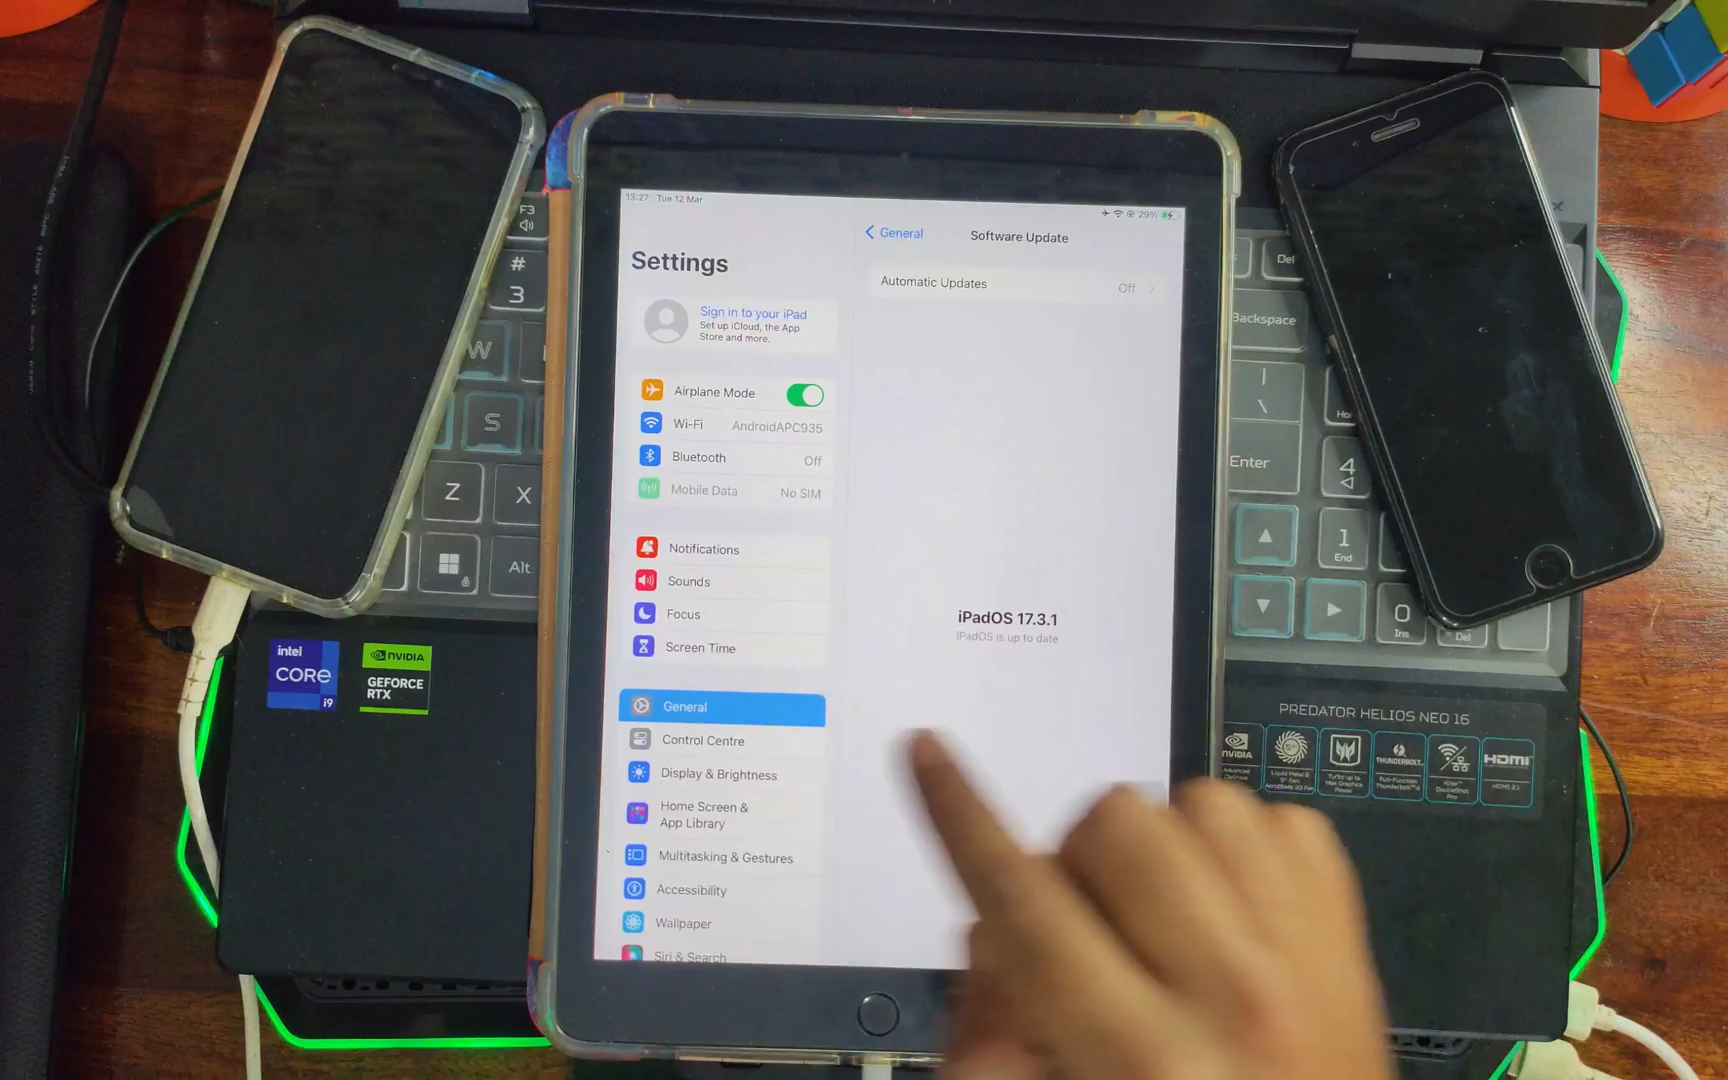 13:27 Tue 12 Mar
29%
Settings
Sign in to your iPad
Set up iCloud, the App
Store and more.
Airplane Mode
Wi-Fi AndroidAPC935
Bluetooth Off
Mobile Data No SIM
Notifications
Sounds
Focus
Screen Time
General
Control Centre
Display & Brightness
Home Screen &
App Library
Multitasking & Gestures
Accessibility
Wallpaper
Siri & Search
General
Software Update
Automatic Updates Off
iPadOS 17.3.1
iPadOS is up to date
F3
#
3
W
S
Z
X
Alt
Del
Backspace
|
\
Enter
4
1
End
0
Ins
Del
intel
CORE
i9
NVIDIA
GEFORCE
RTX
PREDATOR HELIOS NEO 16
NVIDIA
THUNDERBOLT
HDMI
HDMI 2.1